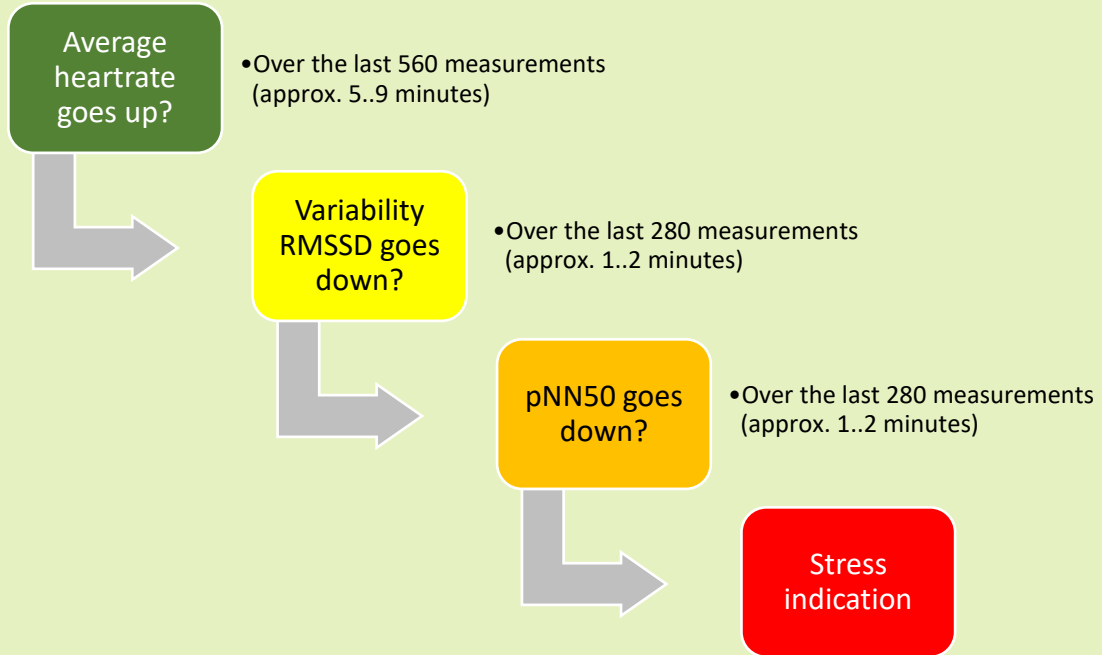 Average
heartrate
goes up?
•Over the last 560 measurements
(approx. 5..9 minutes)
Variability
RMSSD goes
down?
•Over the last 280 measurements
(approx. 1..2 minutes)
pNN50 goes
down?
•Over the last 280 measurements
(approx. 1..2 minutes)
Stress
indication